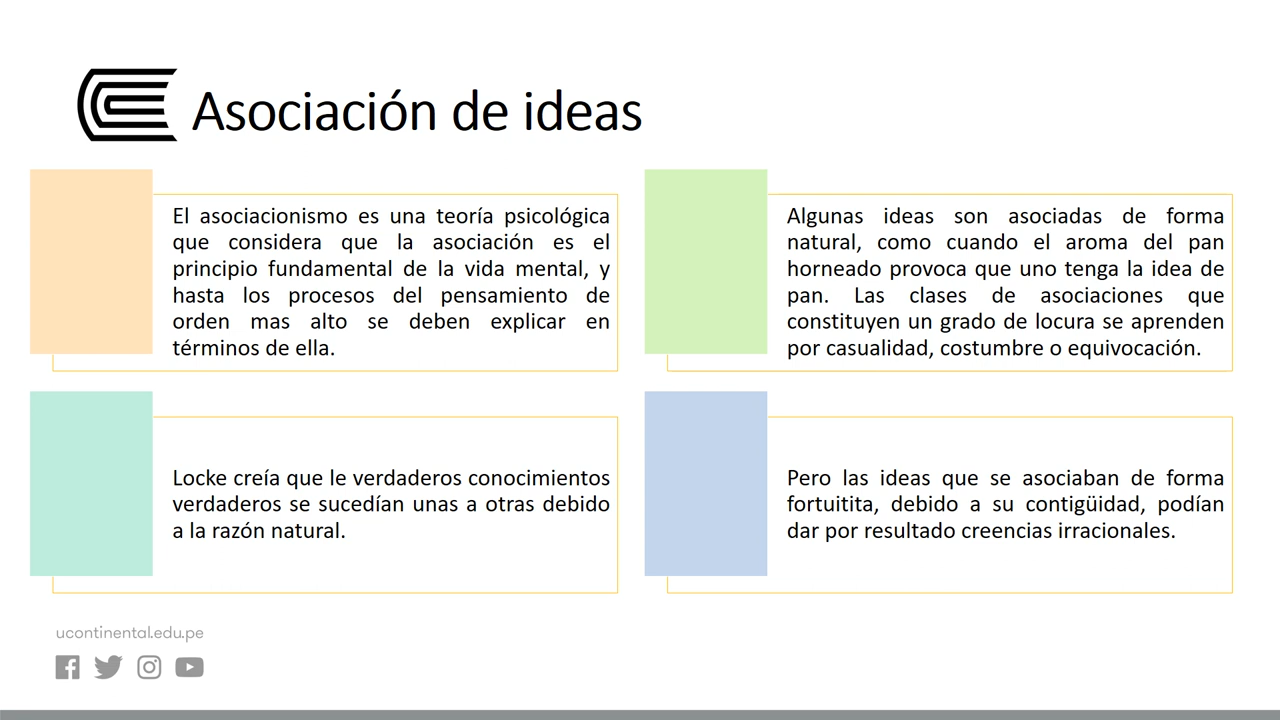 Asociación de ideas
El asociacionismo es una teoría psicológica
que considera que la asociación es el
principio fundamental de la vida mental, y
hasta los procesos del pensamiento de
orden mas alto se deben explicar en
términos de ella.
Algunas ideas son asociadas de forma
natural, como cuando el aroma del pan
horneado provoca que uno tenga la idea de
pan. Las clases de asociaciones que
constituyen un grado de locura se aprenden
por casualidad, costumbre o equivocación.
Locke creía que le verdaderos conocimientos
verdaderos se sucedían unas a otras debido
a la razón natural.
Pero las ideas que se asociaban de forma
fortuitita, debido a su contigüidad, podían
dar por resultado creencias irracionales.
ucontinental.edu.pe